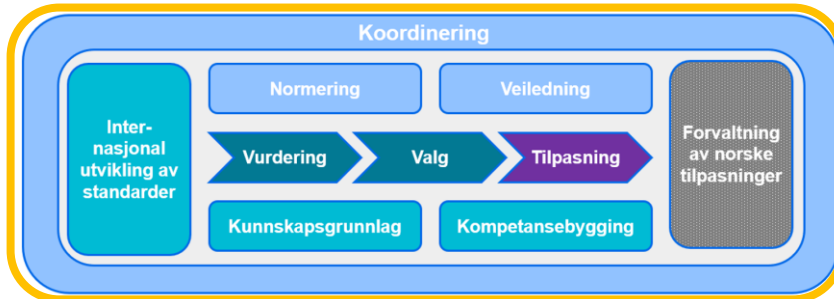 Koordinering
Inter-
nasjonal
utvikling av
standarder
Normering
Veiledning
Vurdering
Valg
Tilpasning
Kunnskapsgrunnlag
Kompetansebygging
Forvaltning
av norske
tilpasninger